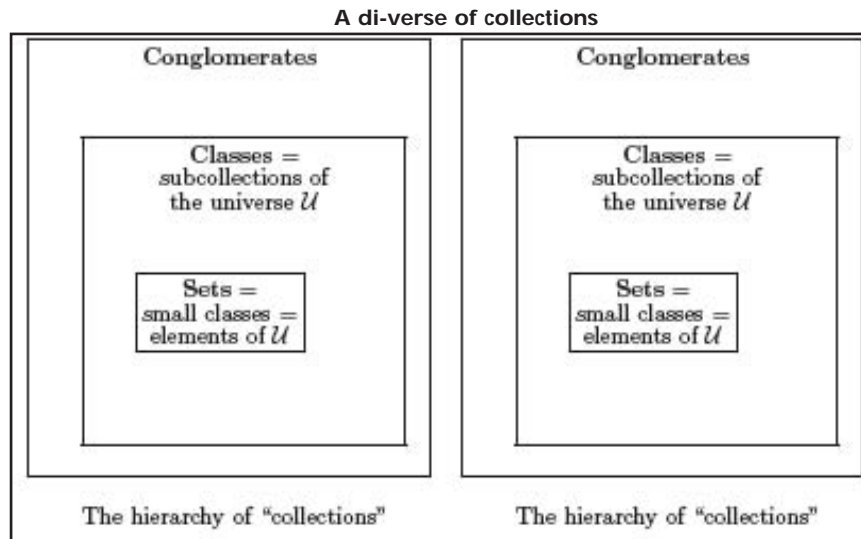 A di-verse of collections
Conglomerates
Classes =
subcollections of
the universe 𝒰
Sets =
small classes =
elements of 𝒰
The hierarchy of “collections”
Conglomerates
Classes =
subcollections of
the universe 𝒰
Sets =
small classes =
elements of 𝒰
The hierarchy of “collections”